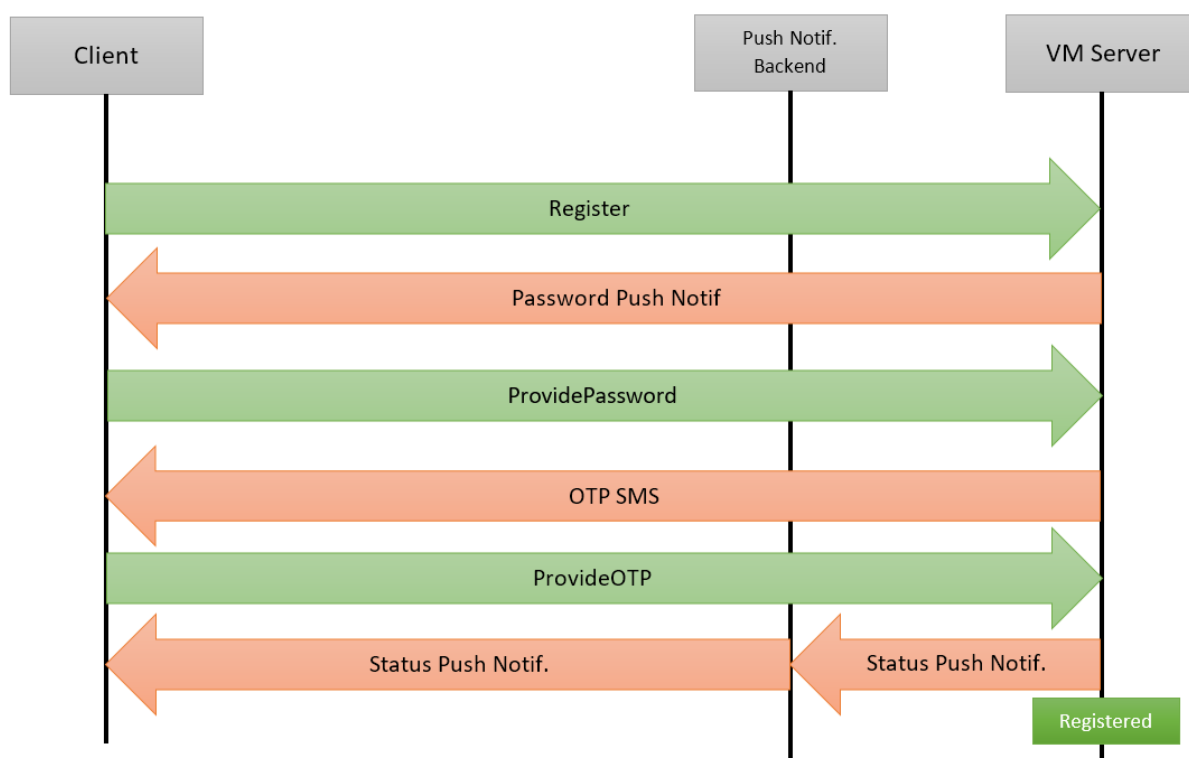 Client
Push Notif.
Backend
VM Server
Register
Password Push Notif
ProvidePassword
OTP SMS
ProvideOTP
Status Push Notif.
Status Push Notif.
Registered